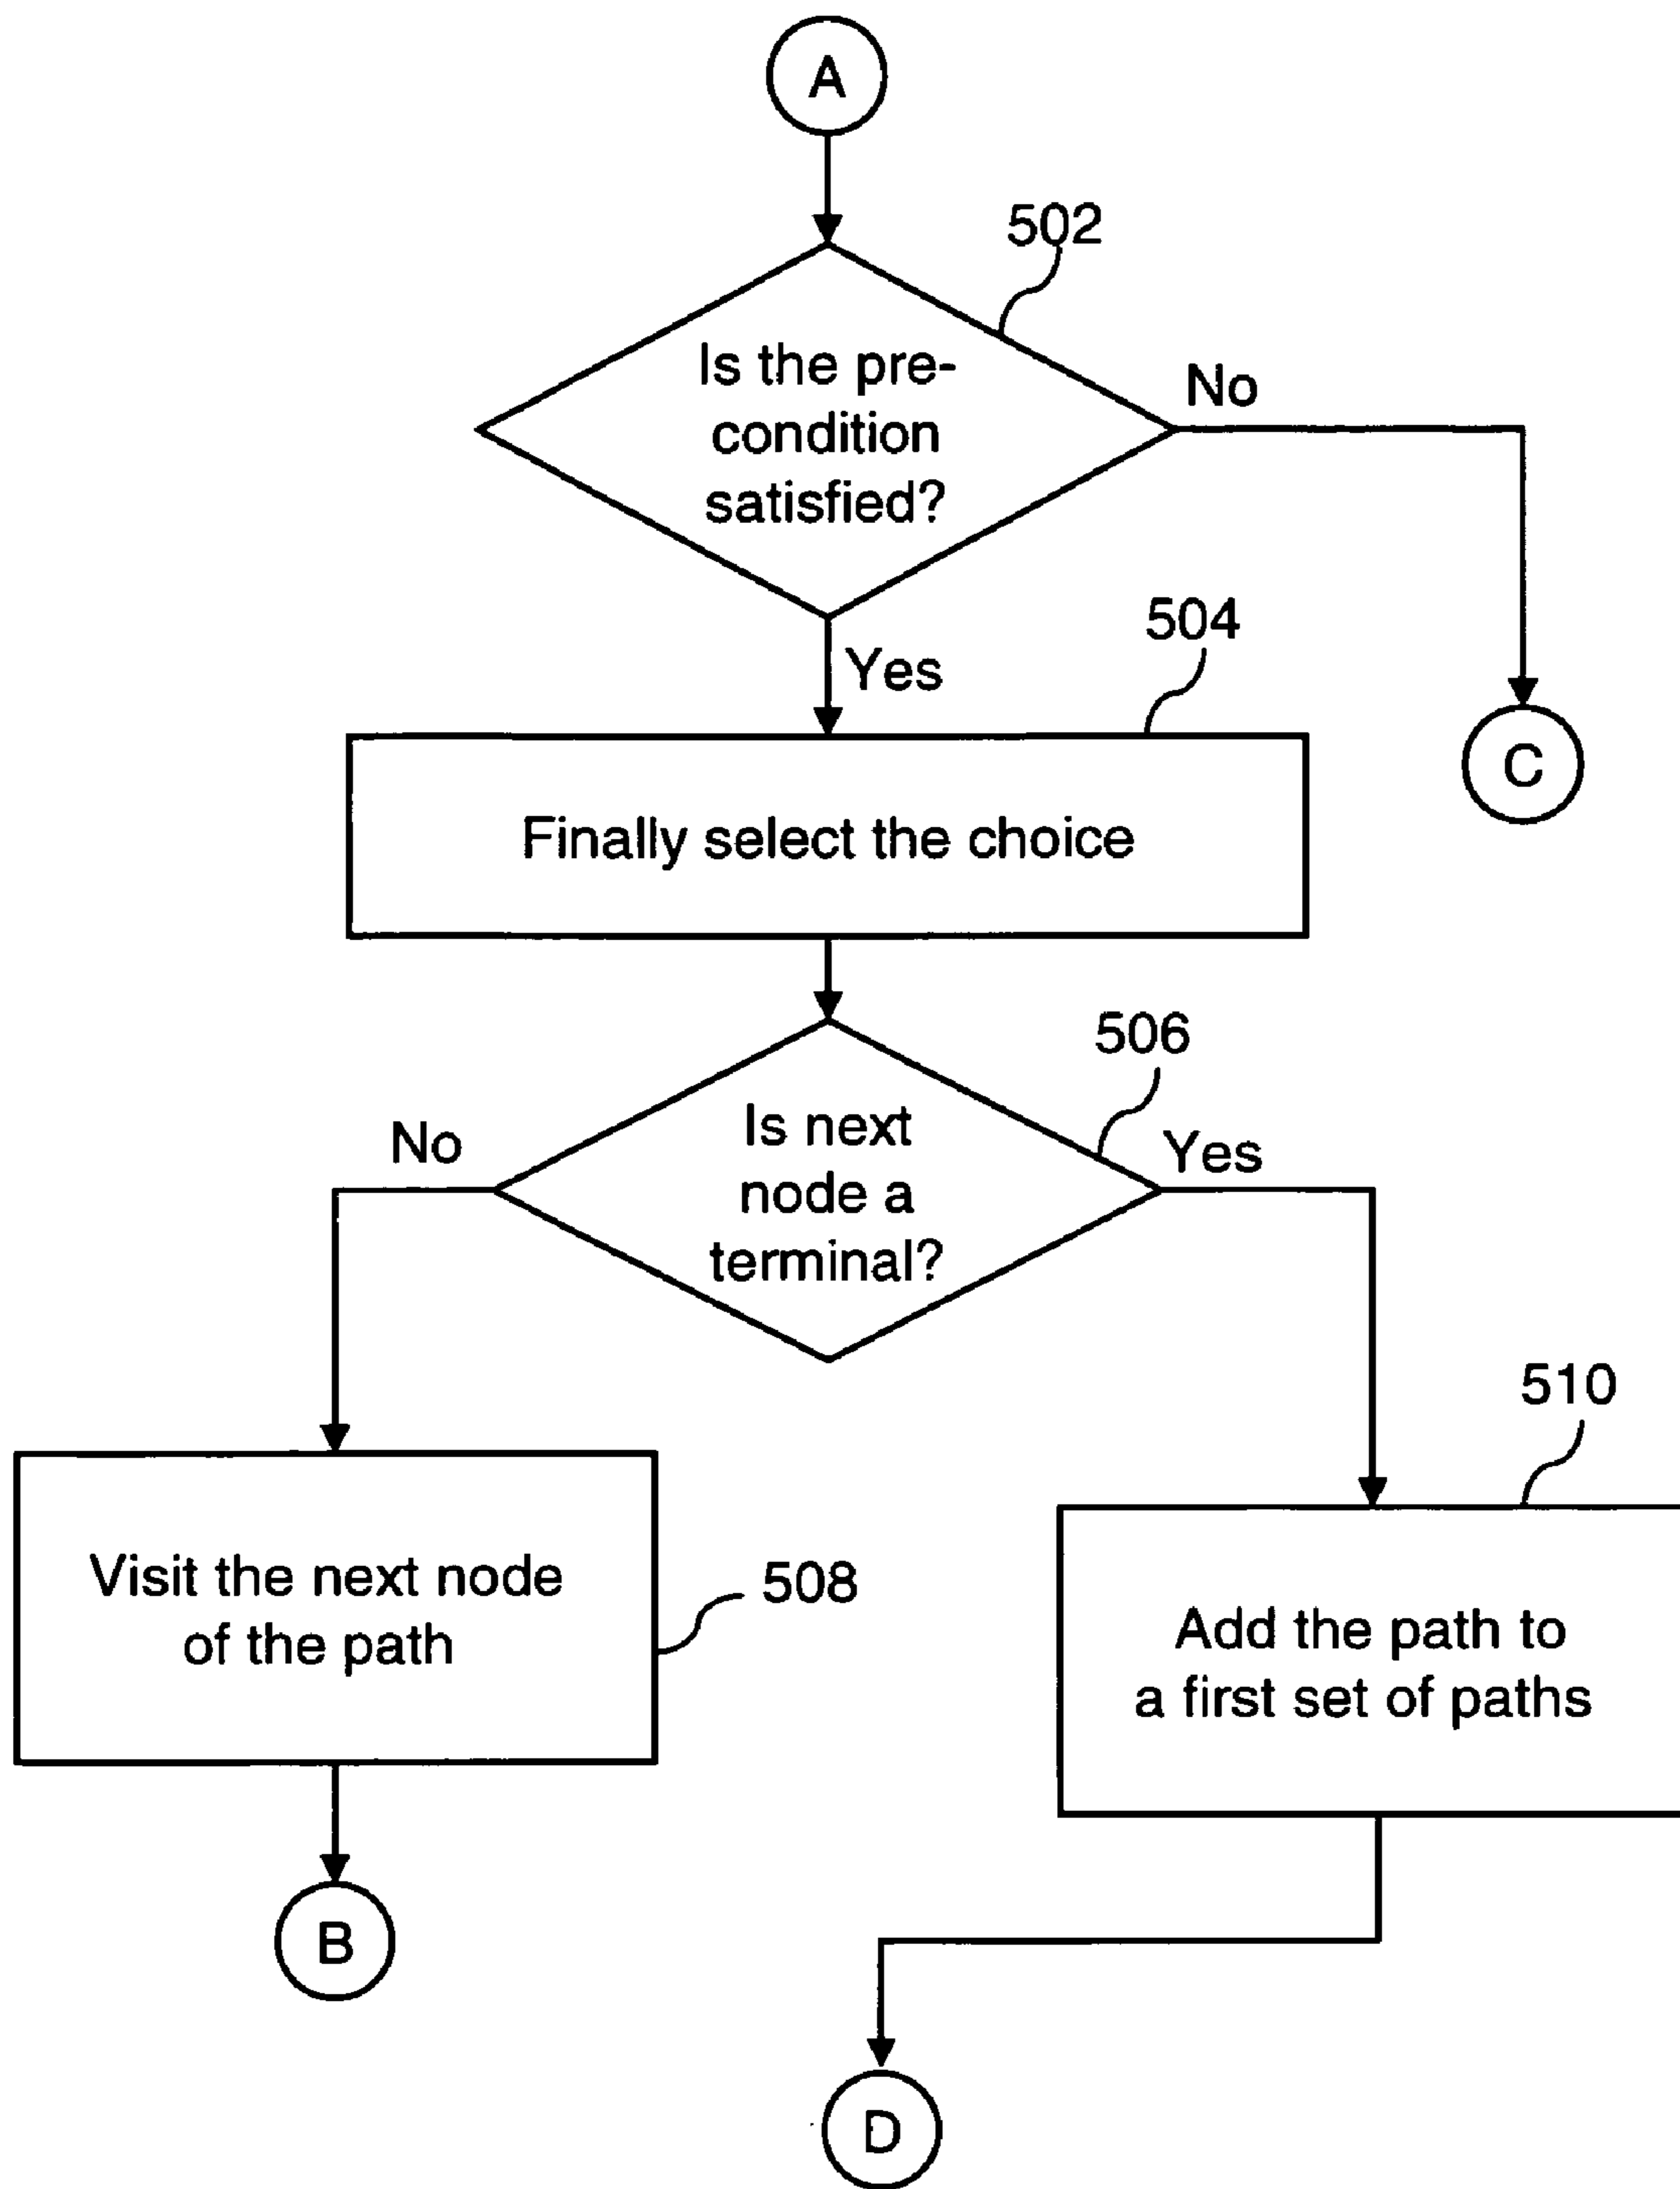 A
502
Is the pre-
condition
satisfied?
No
504
Yes
C
Finally select the choice
506
Is next
node a
terminal?
No
Yes
510
Visit the next node
of the path
508
Add the path to
a first set of paths
B
D